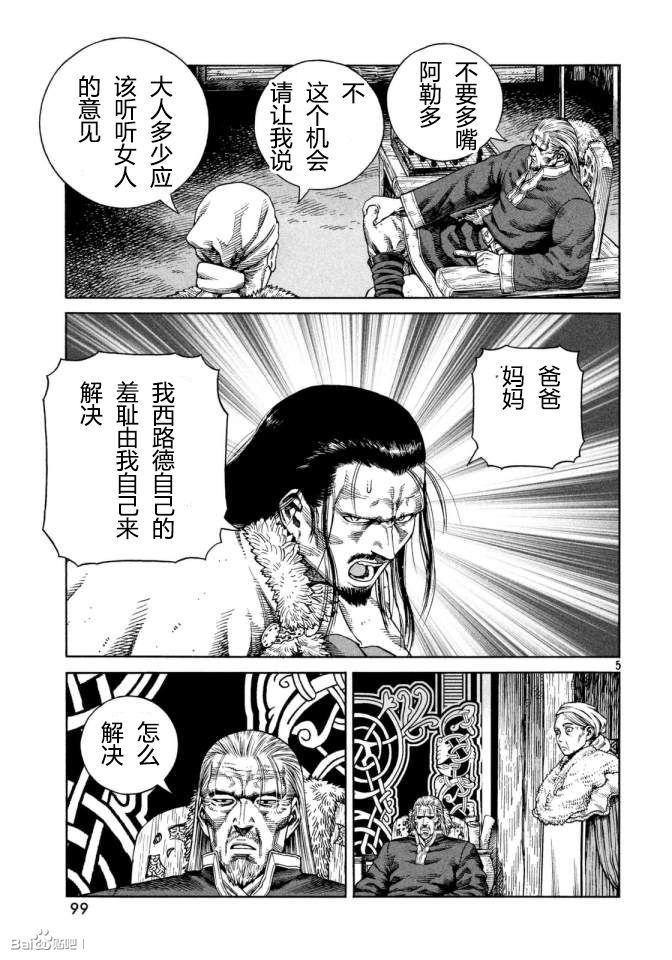 不要多嘴
阿勒多
不
这个机会
请让我说
大人多少应
该听听女人
的意见
爸爸
妈妈
我西路德自己的
羞耻由我自己来
解决
5
怎么
解决
99
Bai贴吧